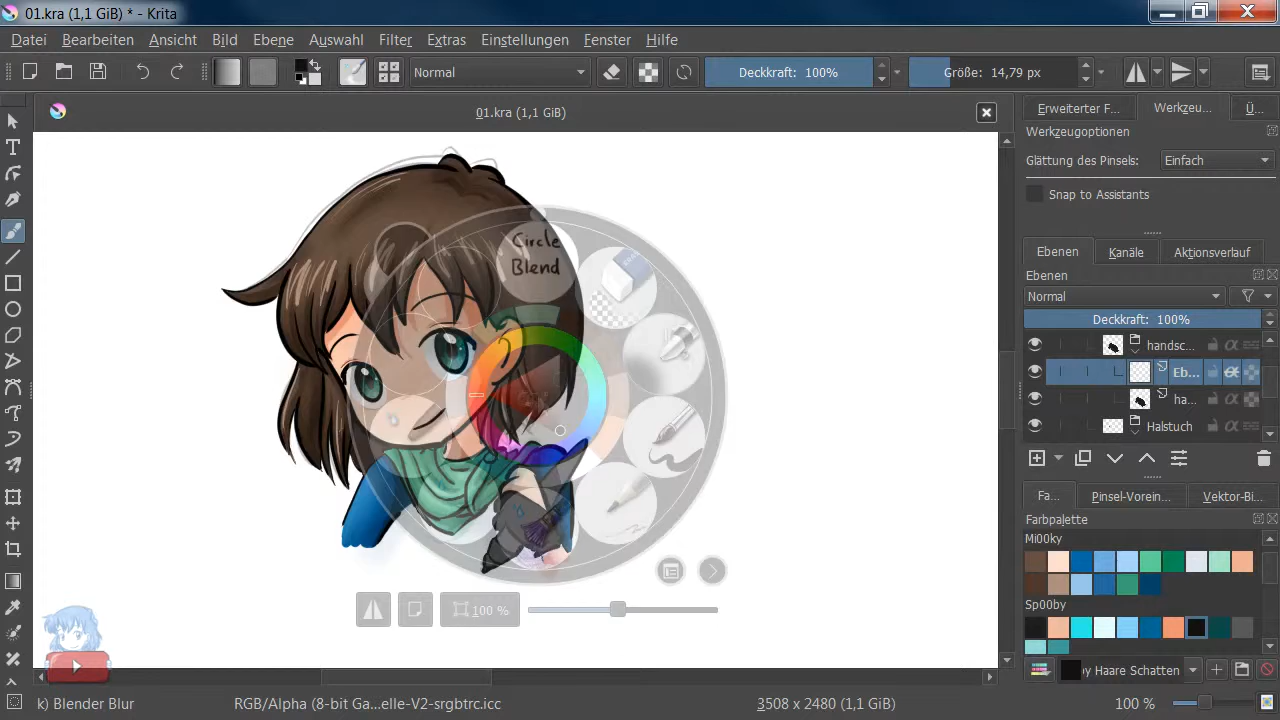 01.kra (1,1 GiB) * - Krita
Datei Bearbeiten Ansicht Bild Ebene Auswahl Filter Extras Einstellungen Fenster Hilfe
Normal Deckkraft: 100% Größe: 14,79 px
01.kra (1,1 GiB)
Erweiterter F... Werkzeu... Ü...
Werkzeugoptionen
Glättung des Pinsels: Einfach
Snap to Assistants
Circle
Blend
Ebenen Kanäle Aktionsverlauf
Ebenen
Normal
Deckkraft: 100%
handsc...
Eb...
ha...
Halstuch
Fa... Pinsel-Vorein... Vektor-Bi...
Farbpalette
Mi00ky
Sp00by
100 %
y Haare Schatten
k) Blender Blur RGB/Alpha (8-bit Ga...elle-V2-srgbtrc.icc 3508 x 2480 (1,1 GiB) 100 %